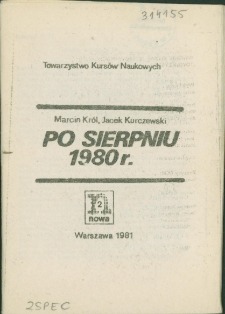 314155
Towarzystwo Kursów Naukowych
Marcin Król, Jacek Kurczewski
PO SIERPNIU
1980 r.
nowa
Warszawa 1981
2SPEC